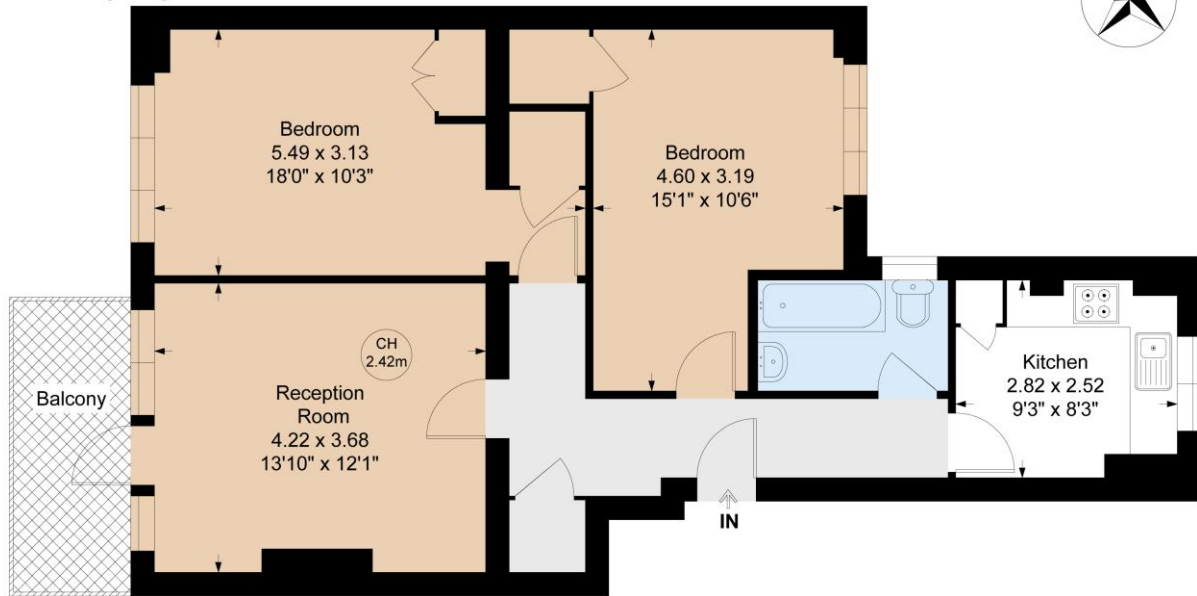 Bedroom
5.49 x 3.13
18'0" x 10'3"
Bedroom
4.60 x 3.19
15'1" x 10'6"
CH
2.42m
Balcony
Reception
Room
4.22 x 3.68
13'10" x 12'1"
Kitchen
2.82 x 2.52
9'3" x 8'3"
IN